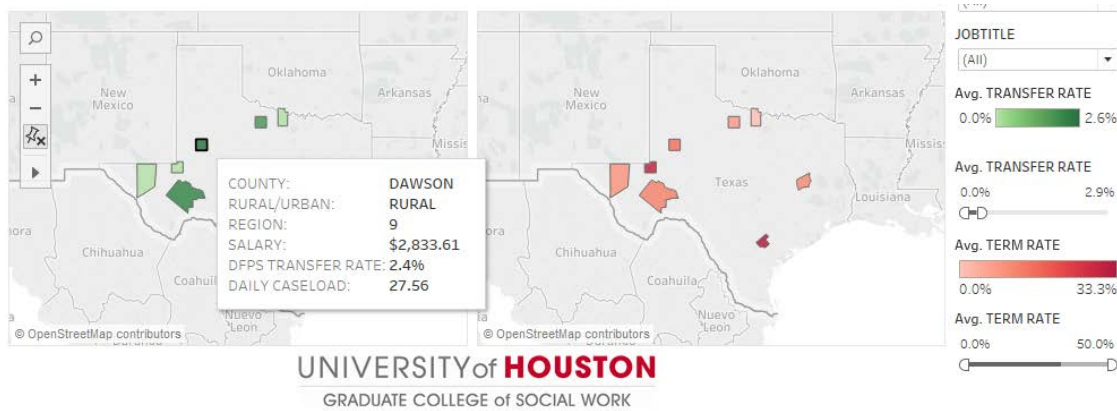 JOBTITLE
(All)
Avg. TRANSFER RATE
0.0% 2.6%
Avg. TRANSFER RATE
0.0% 2.9%
Avg. TERM RATE
0.0% 33.3%
Avg. TERM RATE
0.0% 50.0%
Oklahoma
New
Mexico
Arkansas
Chihuahua
Nuevo
Leon
COUNTY: DAWSON
RURAL/URBAN: RURAL
REGION: 9
SALARY: $2,833.61
DFPS TRANSFER RATE: 2.4%
DAILY CASELOAD: 27.56
© OpenStreetMap contributors
Oklahoma
New
Mexico
Arkansas
Texas
Louisiana
Chihuahua
Coahuila
Nuevo
Leon
© OpenStreetMap contributors
UNIVERSITY of HOUSTON
GRADUATE COLLEGE of SOCIAL WORK